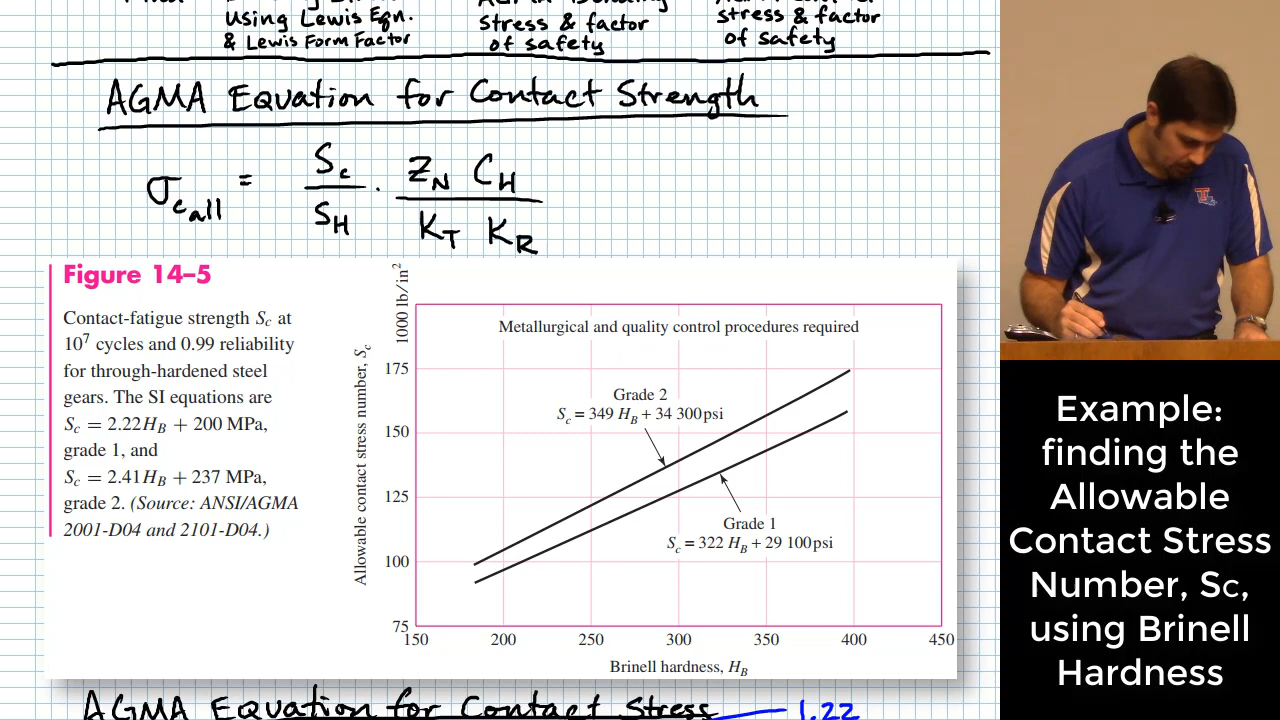 using Lewis Eqn.
& Lewis Form Factor
stress & factor
of safety
stress & factor
of safety
AGMA Equation for Contact Strength
σc all = Sc / SH · ZN CH / KT KR
Figure 14–5
Contact-fatigue strength Sc at
10⁷ cycles and 0.99 reliability
for through-hardened steel
gears. The SI equations are
Sc = 2.22HB + 200 MPa,
grade 1, and
Sc = 2.41HB + 237 MPa,
grade 2. (Source: ANSI/AGMA
2001-D04 and 2101-D04.)
Allowable contact stress number, Sc
1000 lb/in²
Metallurgical and quality control procedures required
175
150
125
100
75
Grade 2
Sc = 349 HB + 34 300 psi
Grade 1
Sc = 322 HB + 29 100 psi
150 200 250 300 350 400 450
Brinell hardness, HB
AGMA Equation for Contact Stress
1.22
Example:
finding the
Allowable
Contact Stress
Number, Sc,
using Brinell
Hardness